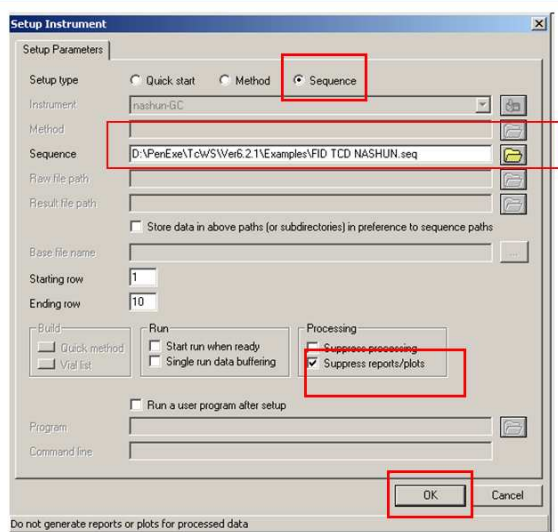 Setup Instrument
Setup Parameters
Setup type Quick start Method Sequence
Instrument nashun-GC
Method
Sequence D:\PenExe\TcWS\Ver6.2.1\Examples\FID TCD NASHUN.seq
Raw file path
Result file path
Store data in above paths (or subdirectories) in preference to sequence paths
Base file name ...
Starting row 1
Ending row 10
Build Run Processing
Quick method Start run when ready Suppress processing
Vial list Single run data buffering Suppress reports/plots
Run a user program after setup
Program
Command line
OK Cancel
Do not generate reports or plots for processed data